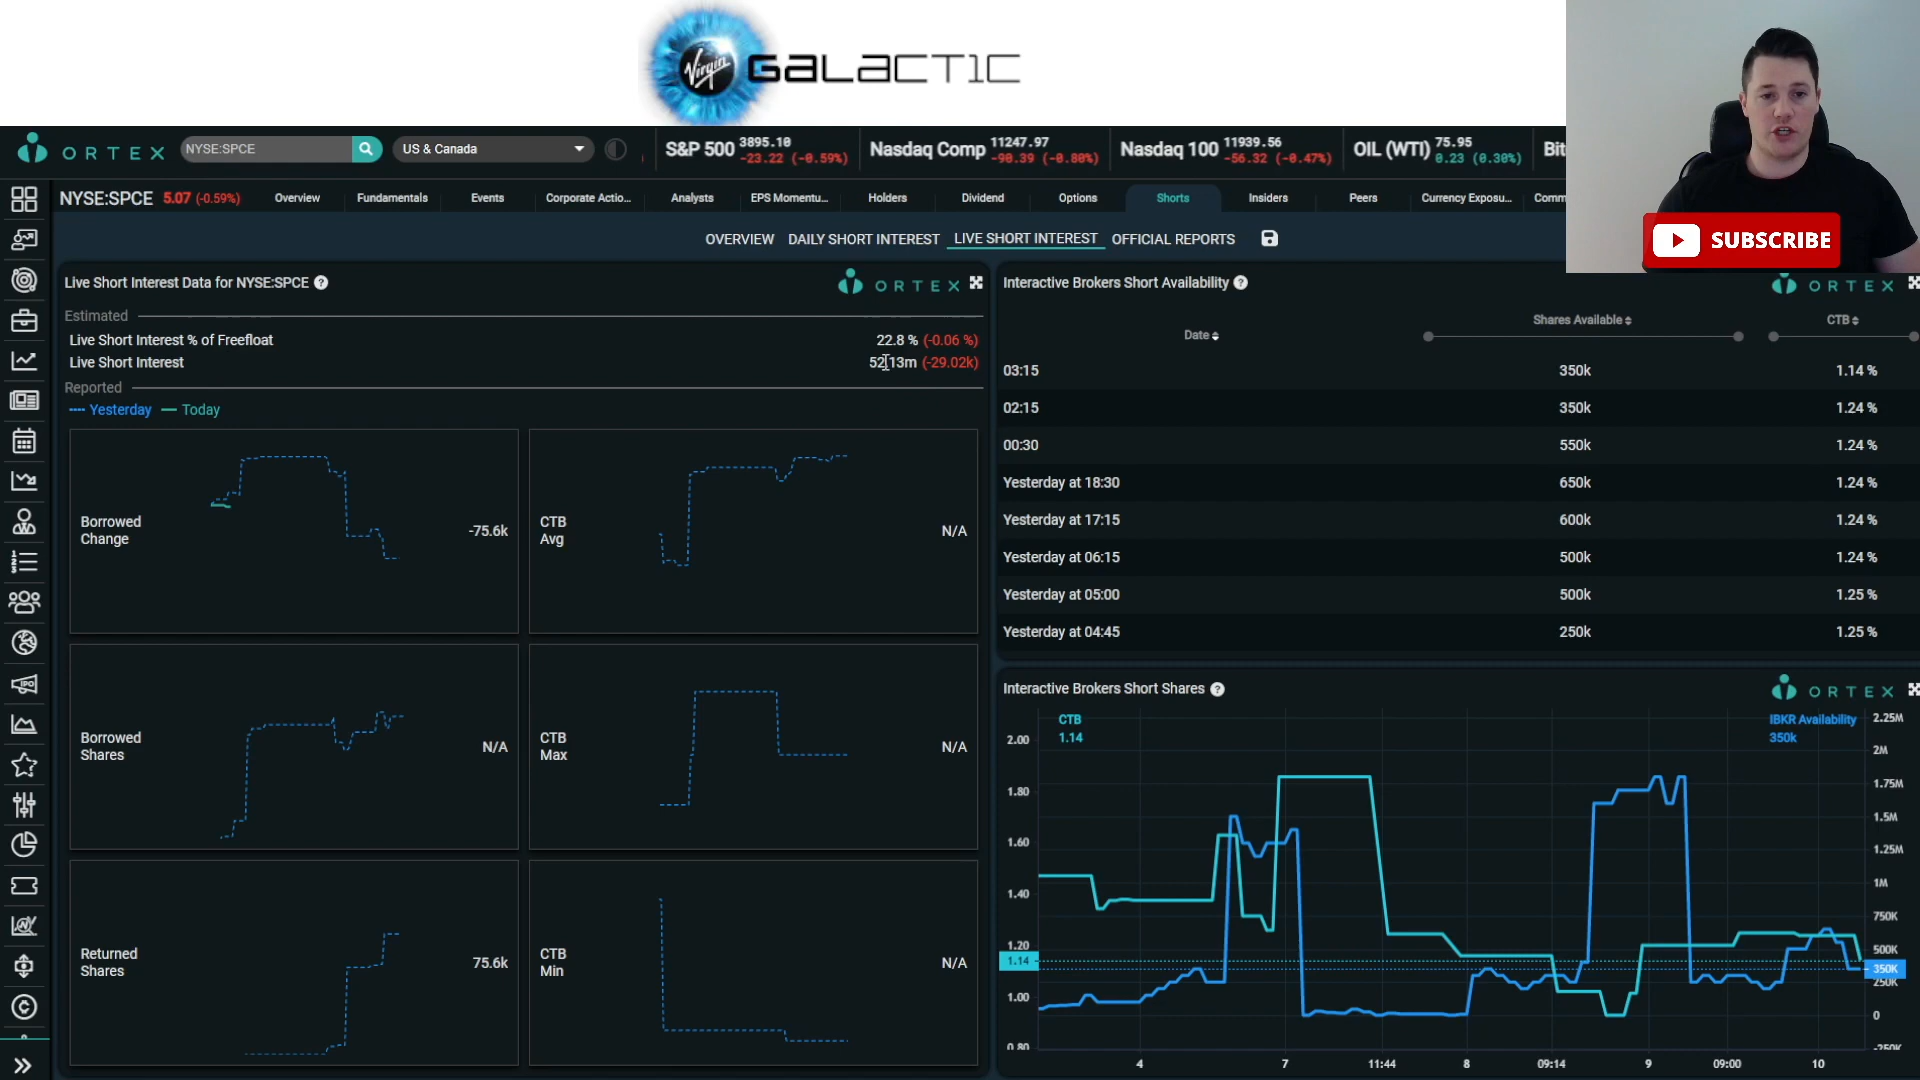 Virgin GALACTIC
ORTEX
NYSE:SPCE
US & Canada
S&P 500 3895.10 -23.22 (-0.59%)
Nasdaq Comp 11247.97 -90.39 (-0.80%)
Nasdaq 100 11939.56 -56.32 (-0.47%)
OIL (WTI) 75.95 0.23 (0.30%)
Bit
SUBSCRIBE
NYSE:SPCE 5.07 (-0.59%)
Overview Fundamentals Events Corporate Actio... Analysts EPS Momentu... Holders Dividend Options Shorts Insiders Peers Currency Exposu... Comm
OVERVIEW DAILY SHORT INTEREST LIVE SHORT INTEREST OFFICIAL REPORTS
Live Short Interest Data for NYSE:SPCE ?
ORTEX
Estimated
Live Short Interest % of Freefloat 22.8 % (-0.06 %)
Live Short Interest 52.13m (-29.02k)
Reported
Yesterday Today
Borrowed
Change
-75.6k
CTB
Avg
N/A
Borrowed
Shares
N/A
CTB
Max
N/A
Returned
Shares
75.6k
CTB
Min
N/A
Interactive Brokers Short Availability ?
ORTEX
Date Shares Available CTB
03:15 350k 1.14 %
02:15 350k 1.24 %
00:30 550k 1.24 %
Yesterday at 18:30 650k 1.24 %
Yesterday at 17:15 600k 1.24 %
Yesterday at 06:15 500k 1.24 %
Yesterday at 05:00 500k 1.25 %
Yesterday at 04:45 250k 1.25 %
Interactive Brokers Short Shares ?
ORTEX
CTB
1.14
IBKR Availability
350k
2.00
1.80
1.60
1.40
1.20
1.14
1.00
0.80
2.25M
2M
1.75M
1.5M
1.25M
1M
750K
500K
350K
250K
0
-250K
4 7 11:44 8 09:14 9 09:00 10
IPO